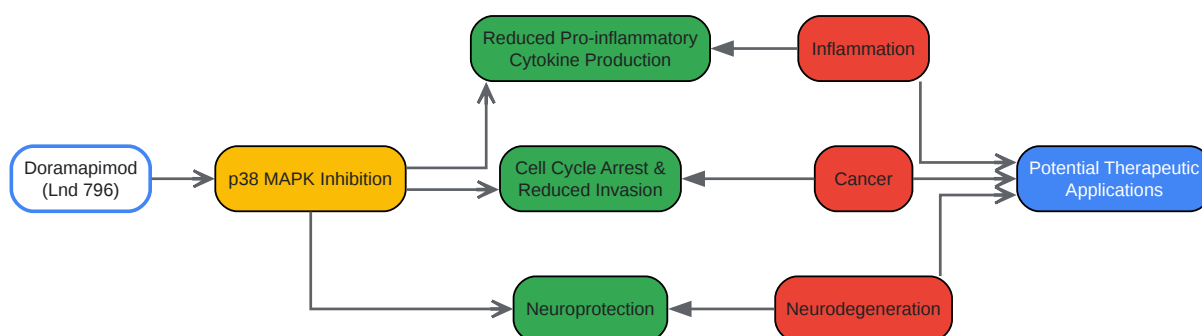 Reduced Pro-inflammatory
Cytokine Production
Inflammation
Doramapimod
(Lnd 796)
p38 MAPK Inhibition
Cell Cycle Arrest &
Reduced Invasion
Cancer
Potential Therapeutic
Applications
Neuroprotection
Neurodegeneration